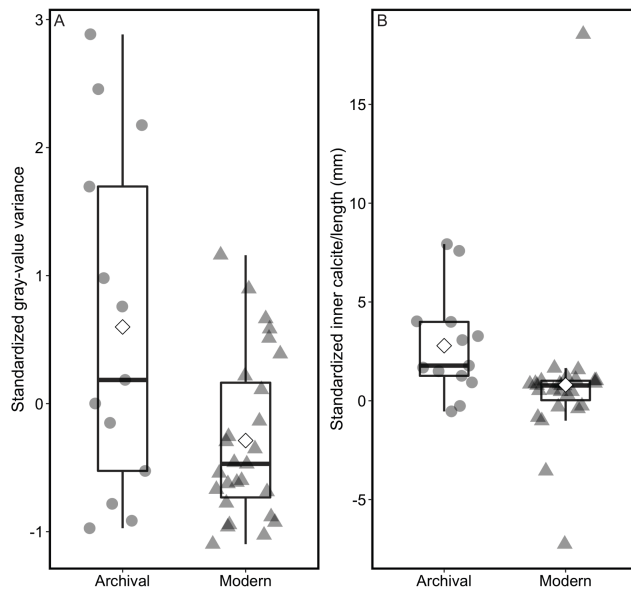 A
Standardized gray-value variance
3
2
1
0
-1
Archival Modern
B
Standardized inner calcite/length (mm)
15
10
5
0
-5
Archival Modern